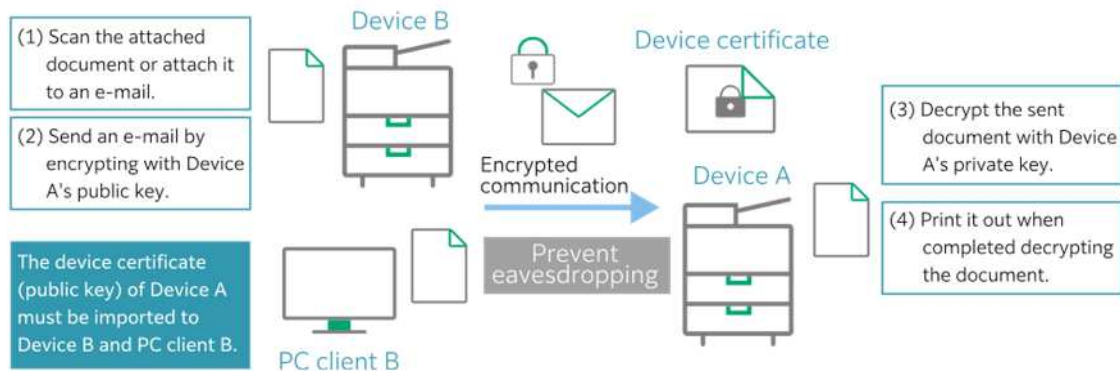 Device B
(1) Scan the attached
document or attach it
to an e-mail.
(2) Send an e-mail by
encrypting with Device
A's public key.
The device certificate
(public key) of Device A
must be imported to
Device B and PC client B.
PC client B
Encrypted
communication
Prevent
eavesdropping
Device certificate
Device A
(3) Decrypt the sent
document with Device
A's private key.
(4) Print it out when
completed decrypting
the document.